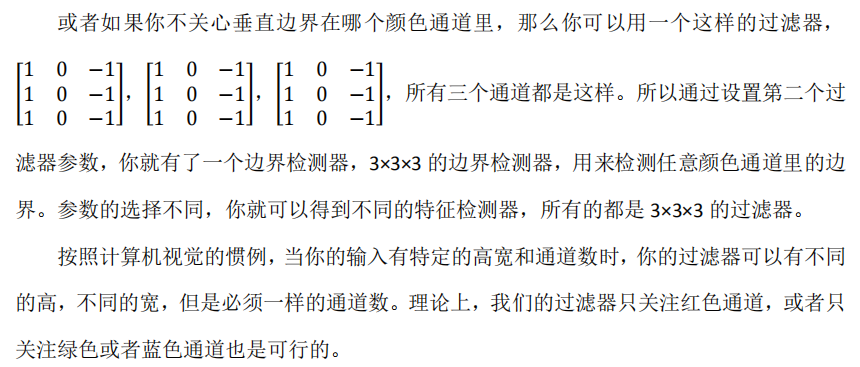 或者如果你不关心垂直边界在哪个颜色通道里，那么你可以用一个这样的过滤器，
[1 0 −1
1 0 −1
1 0 −1]，[1 0 −1
1 0 −1
1 0 −1]，[1 0 −1
1 0 −1
1 0 −1]，所有三个通道都是这样。所以通过设置第二个过
滤器参数，你就有了一个边界检测器，3×3×3 的边界检测器，用来检测任意颜色通道里的边
界。参数的选择不同，你就可以得到不同的特征检测器，所有的都是 3×3×3 的过滤器。
按照计算机视觉的惯例，当你的输入有特定的高宽和通道数时，你的过滤器可以有不同
的高，不同的宽，但是必须一样的通道数。理论上，我们的过滤器只关注红色通道，或者只
关注绿色或者蓝色通道也是可行的。